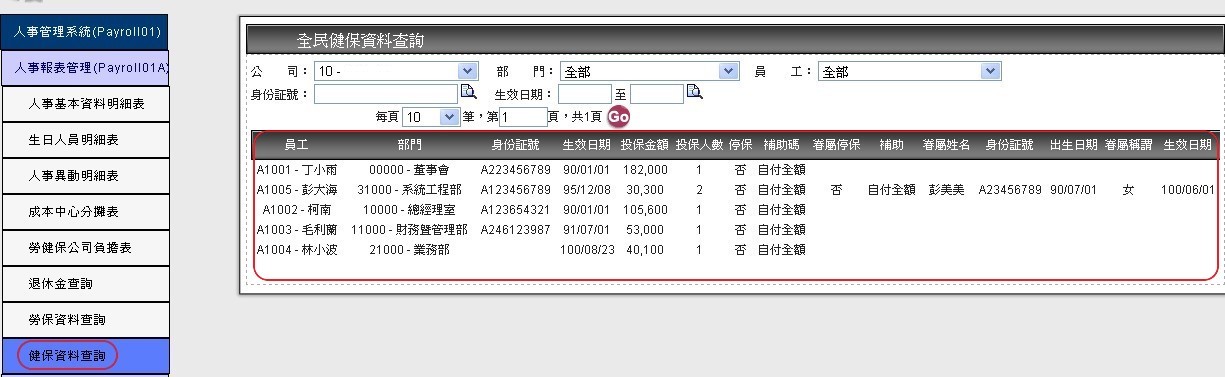 人事管理系統(Payroll01)
人事報表管理(Payroll01A)
人事基本資料明細表
生日人員明細表
人事異動明細表
成本中心分攤表
勞健保公司負擔表
退休金查詢
勞保資料查詢
健保資料查詢
全民健保資料查詢
公 司： 10 - 部 門： 全部 員 工： 全部
身份証號： 生效日期： 至
每頁 10 筆，第 1 頁，共1頁 Go
員工 部門 身份証號 生效日期 投保金額 投保人數 停保 補助碼 眷屬停保 補助 眷屬姓名 身份証號 出生日期 眷屬稱謂 生效日期
A1001 - 丁小雨 00000 - 董事會 A223456789 90/01/01 182,000 1 否 自付全額
A1005 - 彭大海 31000 - 系統工程部 A123456789 95/12/08 30,300 2 否 自付全額 否 自付全額 彭美美 A23456789 90/07/01 女 100/06/01
A1002 - 柯南 10000 - 總經理室 A123654321 90/01/01 105,600 1 否 自付全額
A1003 - 毛利蘭 11000 - 財務暨管理部 A246123987 91/07/01 53,000 1 否 自付全額
A1004 - 林小波 21000 - 業務部 100/08/23 40,100 1 否 自付全額